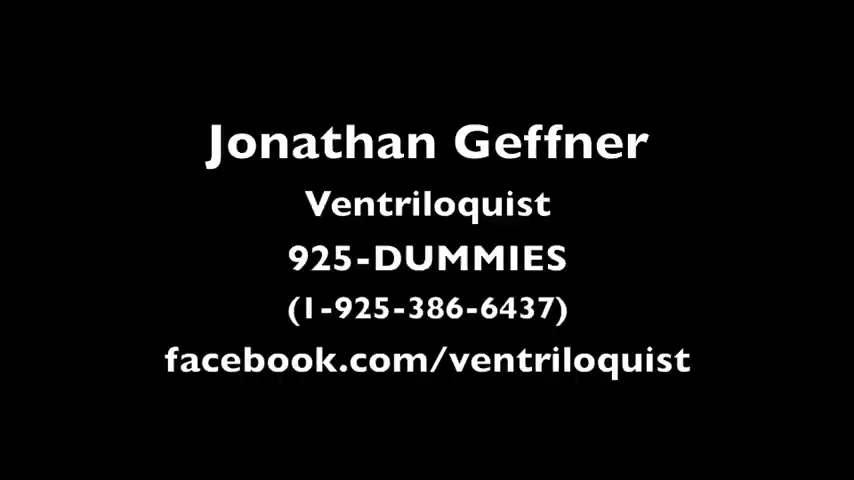 Jonathan Geffner
Ventriloquist
925-DUMMIES
(1-925-386-6437)
facebook.com/ventriloquist